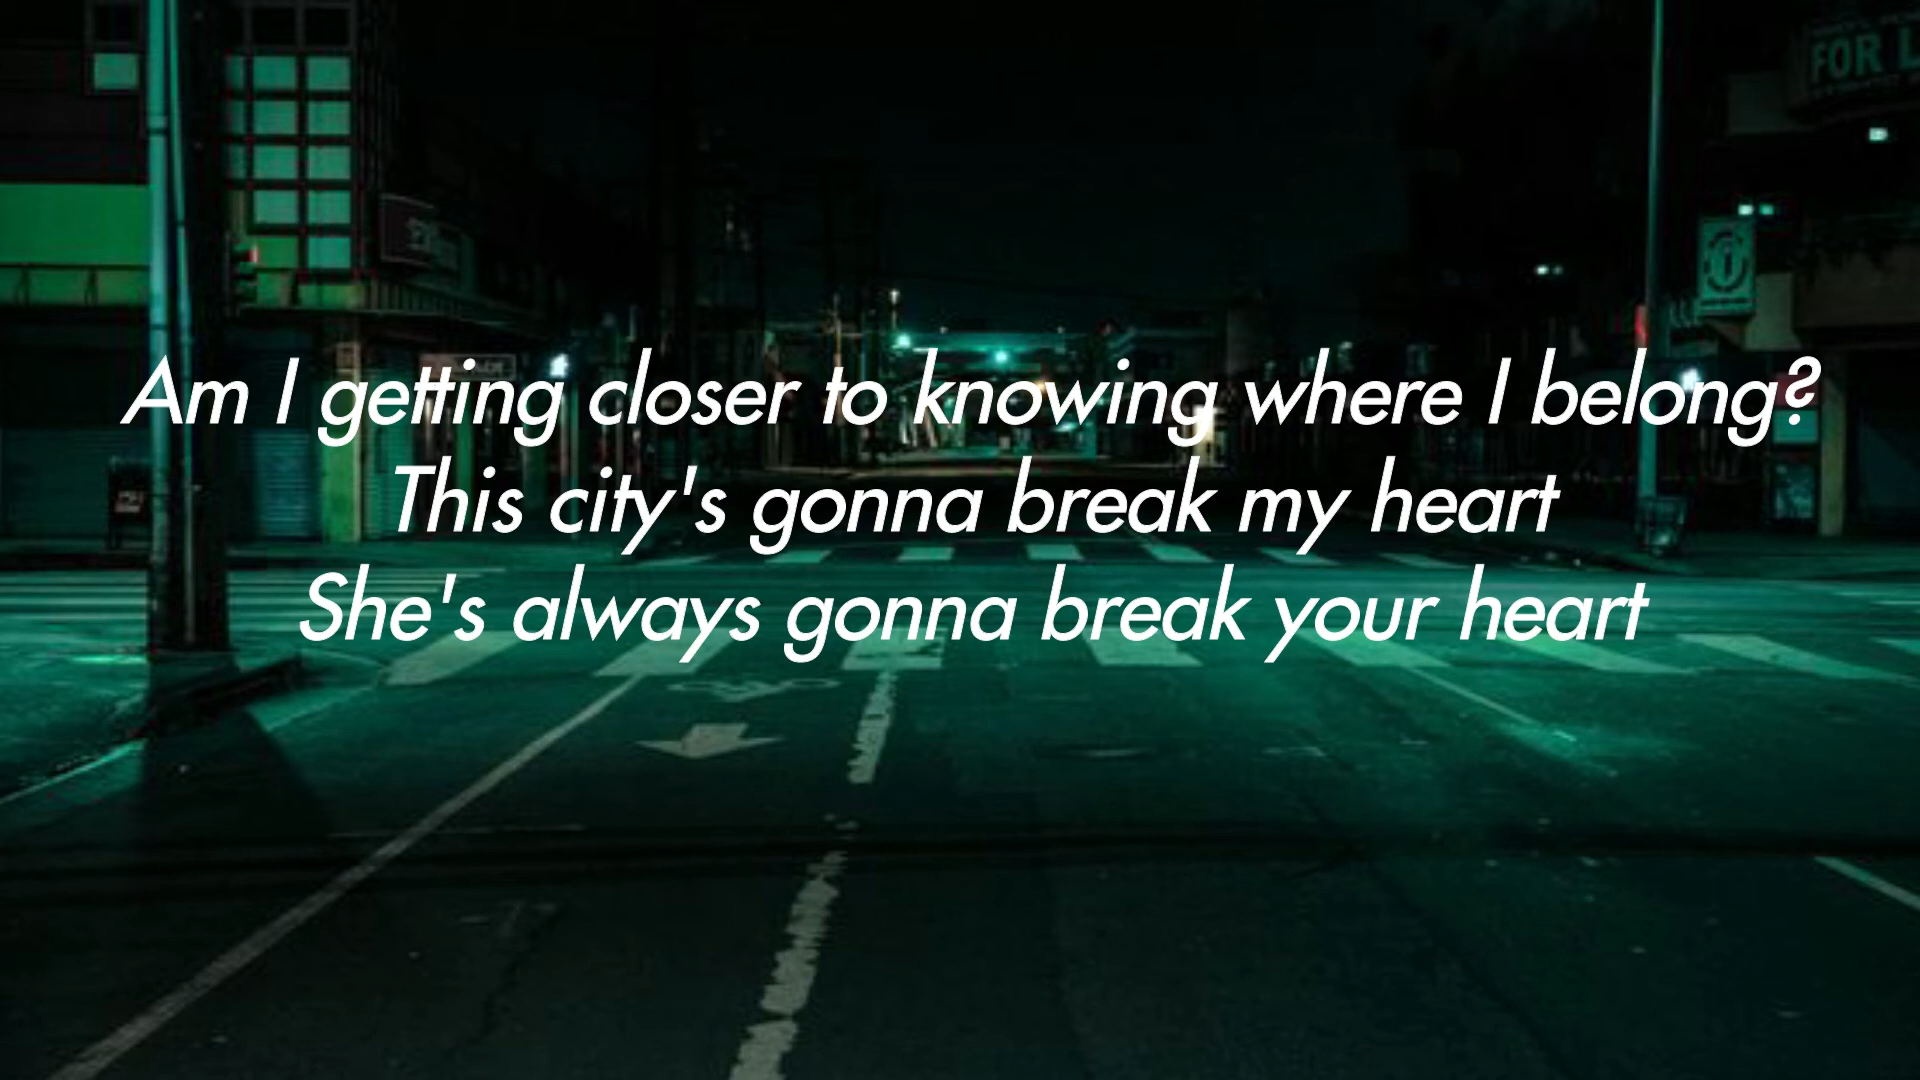 FOR L
Am I getting closer to knowing where I belong?
This city's gonna break my heart
She's always gonna break your heart